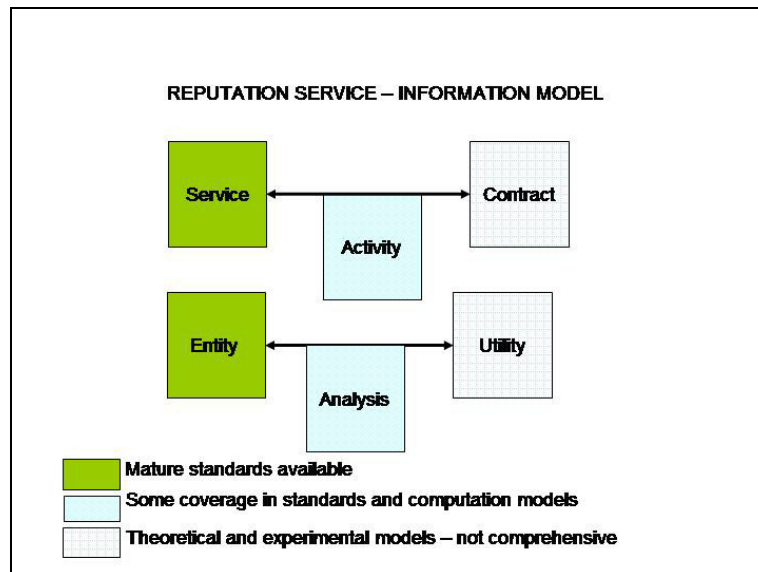 REPUTATION SERVICE – INFORMATION MODEL
Service
Contract
Activity
Entity
Utility
Analysis
Mature standards available
Some coverage in standards and computation models
Theoretical and experimental models – not comprehensive